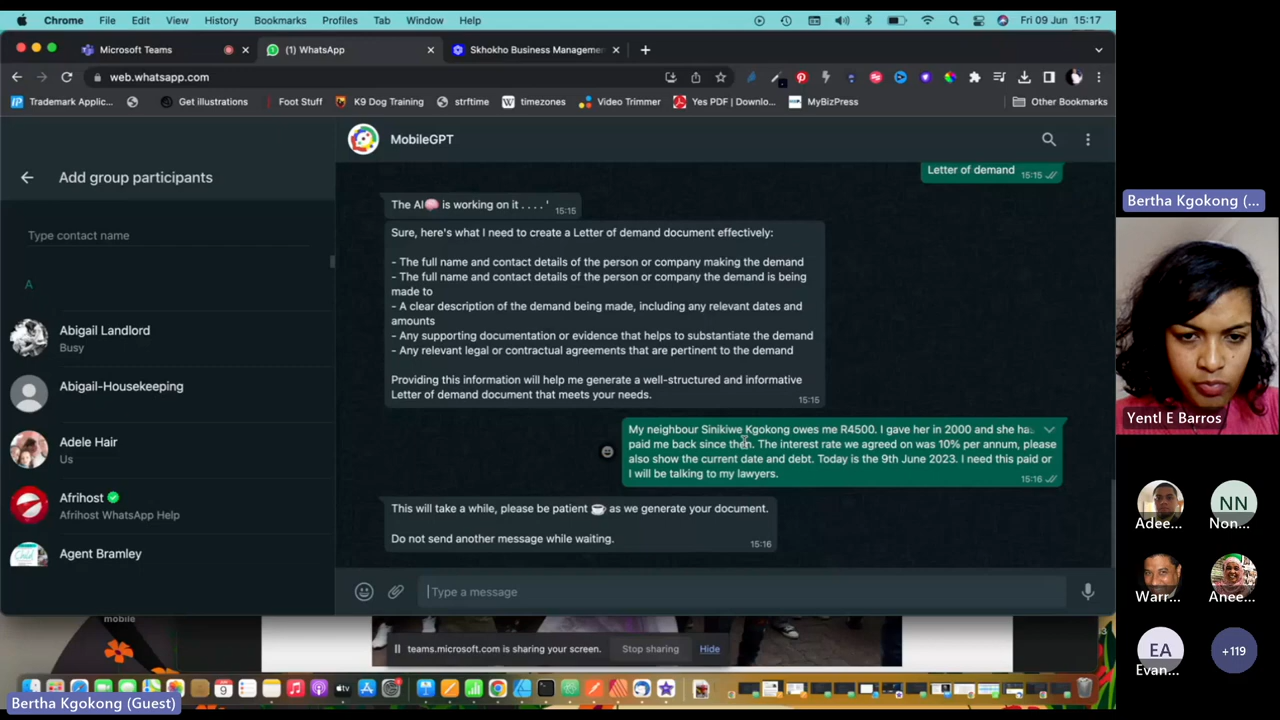 Chrome File Edit View History Bookmarks Profiles Tab Window Help Fri 09 Jun 15:17
Microsoft Teams (1) WhatsApp Skhokho Business Manageme
web.whatsapp.com
Trademark Applic... Get illustrations Foot Stuff K9 Dog Training strftime timezones Video Trimmer Yes PDF | Downlo... MyBizPress Other Bookmarks
MobileGPT
Add group participants
Type contact name
A
Abigail Landlord
Busy
Abigail-Housekeeping
Adele Hair
Us
Afrihost
Afrihost WhatsApp Help
Agent Bramley
Letter of demand
15:15
The AI is working on it . . . . '
15:15
Sure, here's what I need to create a Letter of demand document effectively:
- The full name and contact details of the person or company making the demand
- The full name and contact details of the person or company the demand is being
made to
- A clear description of the demand being made, including any relevant dates and
amounts
- Any supporting documentation or evidence that helps to substantiate the demand
- Any relevant legal or contractual agreements that are pertinent to the demand
Providing this information will help me generate a well-structured and informative
Letter of demand document that meets your needs.
15:15
My neighbour Sinikiwe Kgokong owes me R4500. I gave her in 2000 and she ha
paid me back since then. The interest rate we agreed on was 10% per annum, please
also show the current date and debt. Today is the 9th June 2023. I need this paid or
I will be talking to my lawyers.
15:16
This will take a while, please be patient as we generate your document.
Do not send another message while waiting.
15:16
Type a message
mobile
teams.microsoft.com is sharing your screen. Stop sharing Hide
Bertha Kgokong (Guest)
Bertha Kgokong (...
Yentl E Barros
NN
Adee... Non...
Warr... Anee...
EA +119
Evan...